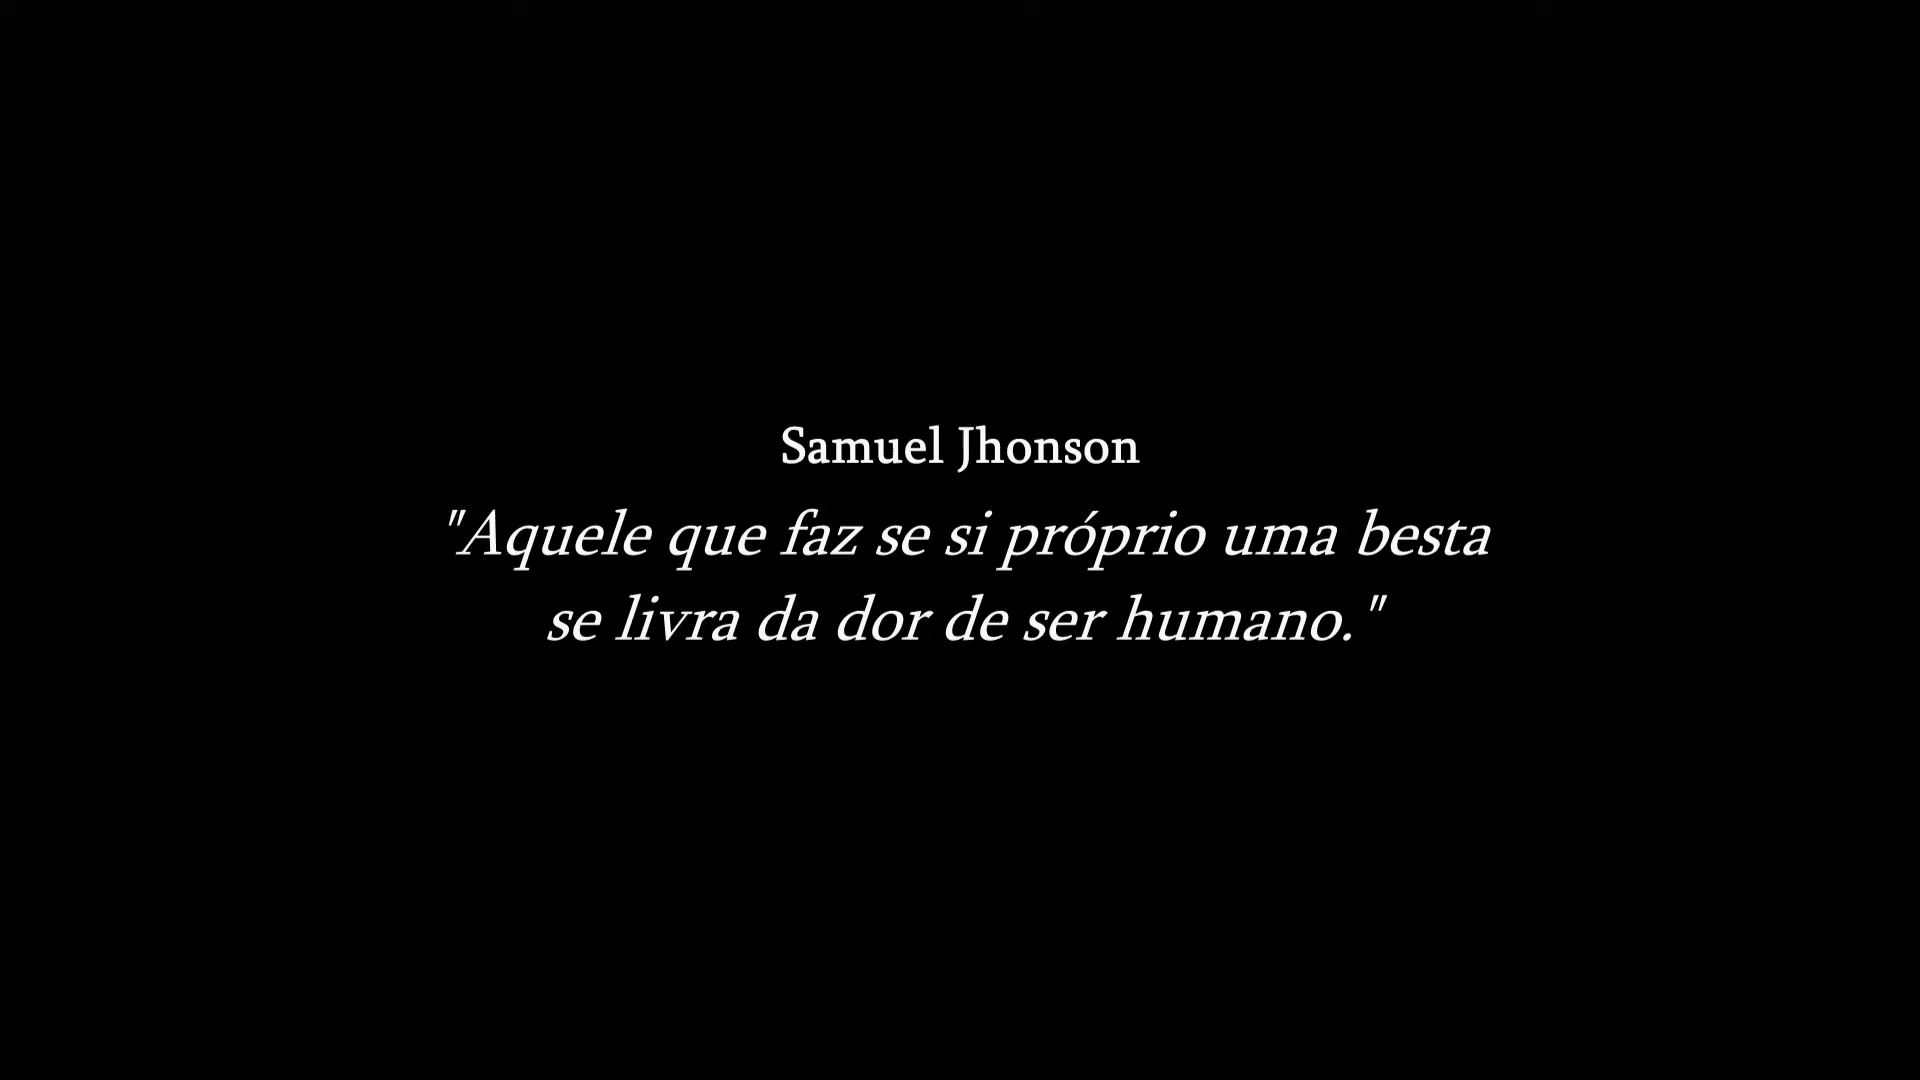 Samuel Jhonson
"Aquele que faz se si próprio uma besta
se livra da dor de ser humano."